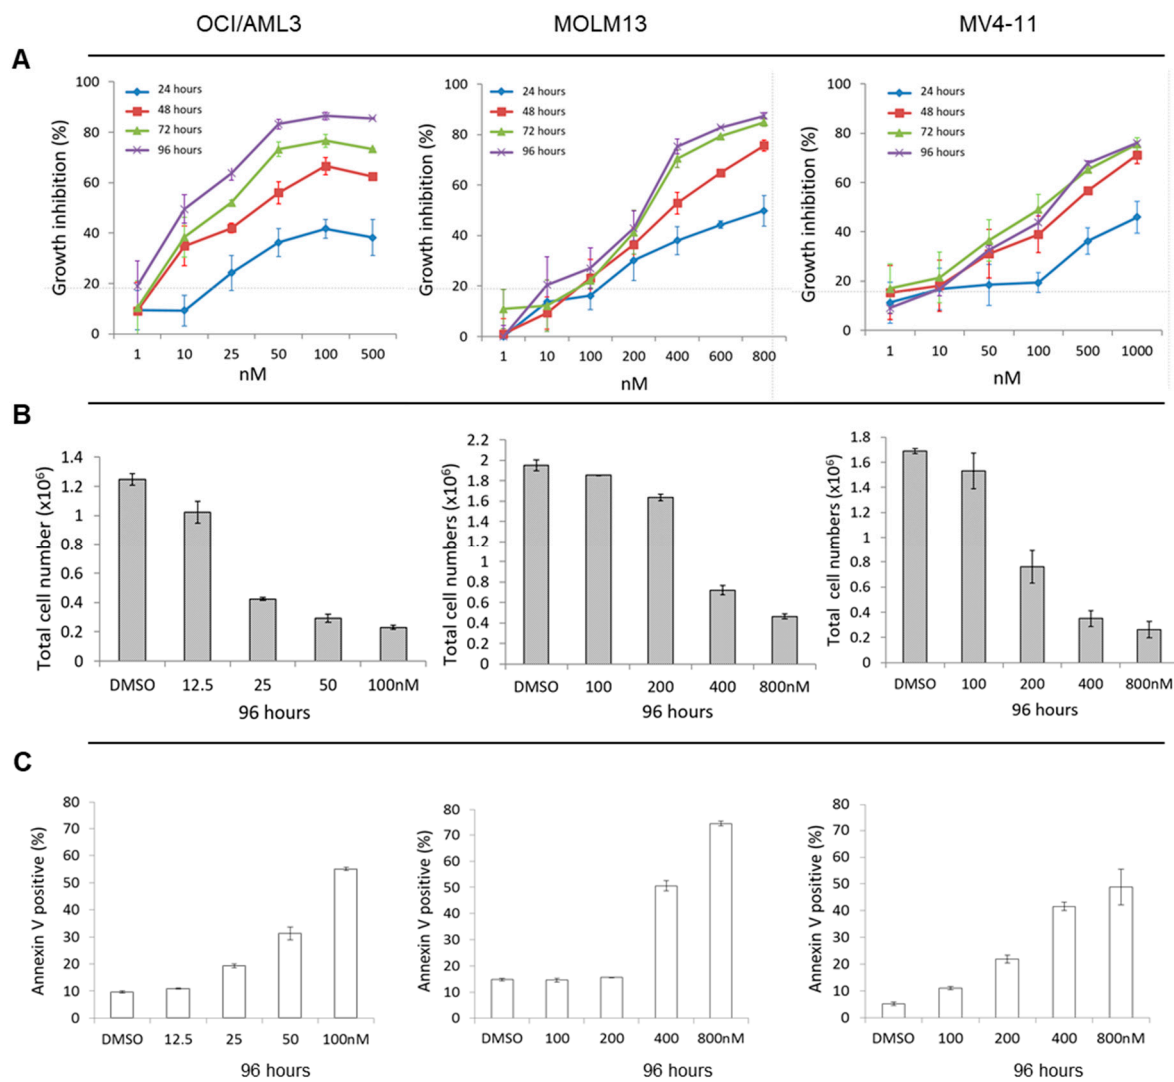 OCI/AML3 MOLM13 MV4-11
A
Growth inhibition (%)
100
80
60
40
20
0
24 hours
48 hours
72 hours
96 hours
1 10 25 50 100 500
nM
Growth inhibition (%)
100
80
60
40
20
0
24 hours
48 hours
72 hours
96 hours
1 10 100 200 400 600 800
nM
Growth inhibition (%)
100
80
60
40
20
0
24 hours
48 hours
72 hours
96 hours
1 10 50 100 500 1000
nM
B
Total cell number (x10⁶)
1.4
1.2
1
0.8
0.6
0.4
0.2
0
DMSO 12.5 25 50 100nM
96 hours
Total cell numbers (x10⁶)
2.2
2
1.8
1.6
1.4
1.2
1
0.8
0.6
0.4
0.2
0
DMSO 100 200 400 800nM
96 hours
Total cell numbers (x10⁶)
1.8
1.6
1.4
1.2
1
0.8
0.6
0.4
0.2
0
DMSO 100 200 400 800nM
96 hours
C
Annexin V positive (%)
80
70
60
50
40
30
20
10
0
DMSO 12.5 25 50 100nM
96 hours
Annexin V positive (%)
80
70
60
50
40
30
20
10
0
DMSO 100 200 400 800nM
96 hours
Annexin V positive (%)
80
70
60
50
40
30
20
10
0
DMSO 100 200 400 800nM
96 hours